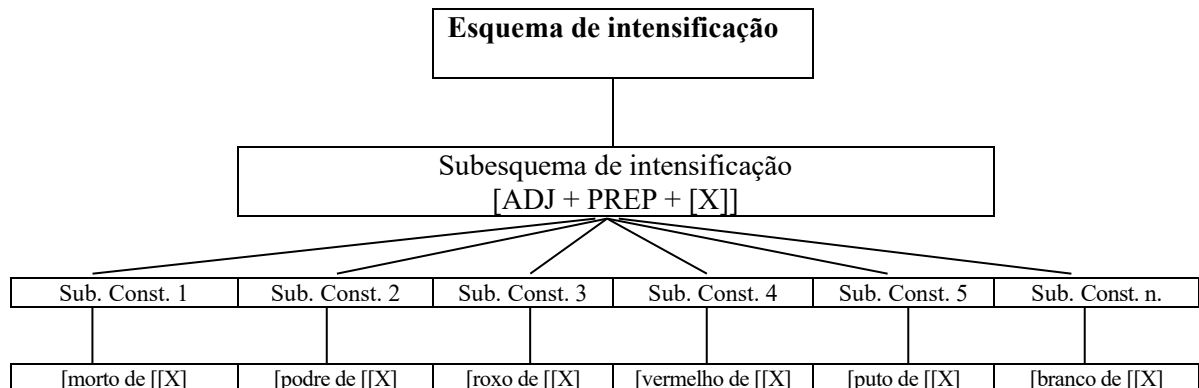 Esquema de intensificação
Subesquema de intensificação
[ADJ + PREP + [X]]
Sub. Const. 1 Sub. Const. 2 Sub. Const. 3 Sub. Const. 4 Sub. Const. 5 Sub. Const. n.
[morto de [[X] [podre de [[X] [roxo de [[X] [vermelho de [[X] [puto de [[X] [branco de [[X]